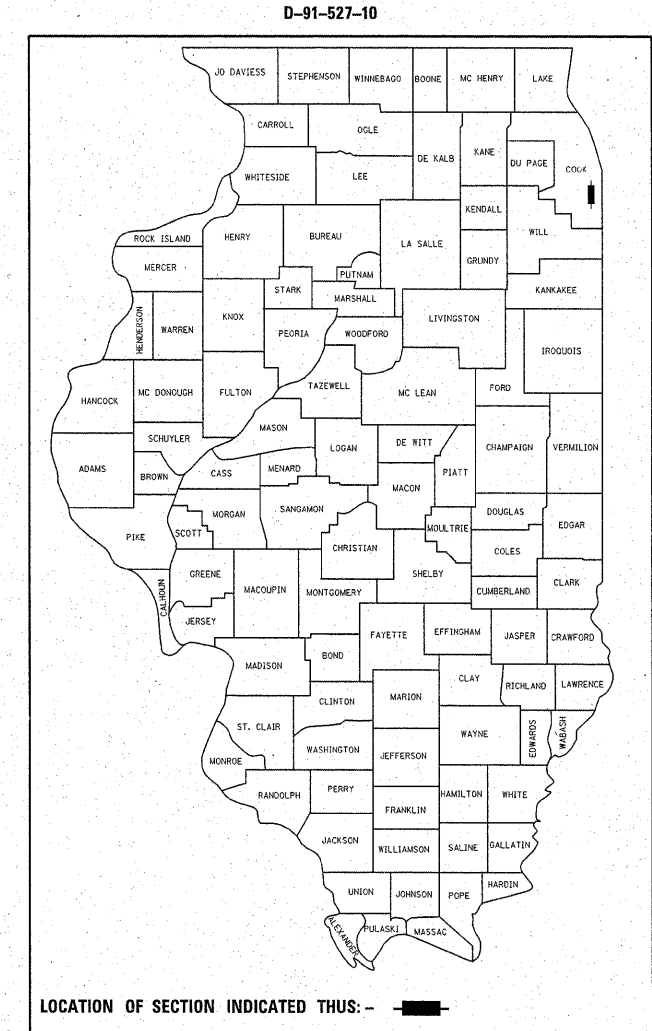 D-91-527-10
JO DAVIESS
STEPHENSON
WINNEBAGO
BOONE
MC HENRY
LAKE
CARROLL
OGLE
DE KALB
KANE
DU PAGE
COOK
WHITESIDE
LEE
KENDALL
WILL
ROCK ISLAND
HENRY
BUREAU
LA SALLE
GRUNDY
MERCER
PUTNAM
KANKAKEE
STARK
MARSHALL
HENDERSON
WARREN
KNOX
PEORIA
WOODFORD
LIVINGSTON
IROQUOIS
HANCOCK
MC DONOUGH
FULTON
TAZEWELL
MC LEAN
FORD
MASON
SCHUYLER
LOGAN
DE WITT
CHAMPAIGN
VERMILION
ADAMS
BROWN
CASS
MENARD
MACON
PIATT
MORGAN
SANGAMON
MOULTRIE
DOUGLAS
EDGAR
PIKE
SCOTT
CHRISTIAN
COLES
GREENE
MACOUPIN
MONTGOMERY
SHELBY
CUMBERLAND
CLARK
CALHOUN
JERSEY
FAYETTE
EFFINGHAM
JASPER
CRAWFORD
MADISON
BOND
CLAY
RICHLAND
LAWRENCE
CLINTON
MARION
ST. CLAIR
WAYNE
EDWARDS
WABASH
WASHINGTON
JEFFERSON
MONROE
RANDOLPH
PERRY
HAMILTON
WHITE
FRANKLIN
JACKSON
WILLIAMSON
SALINE
GALLATIN
UNION
JOHNSON
POPE
HARDIN
ALEXANDER
PULASKI
MASSAC
LOCATION OF SECTION INDICATED THUS: -